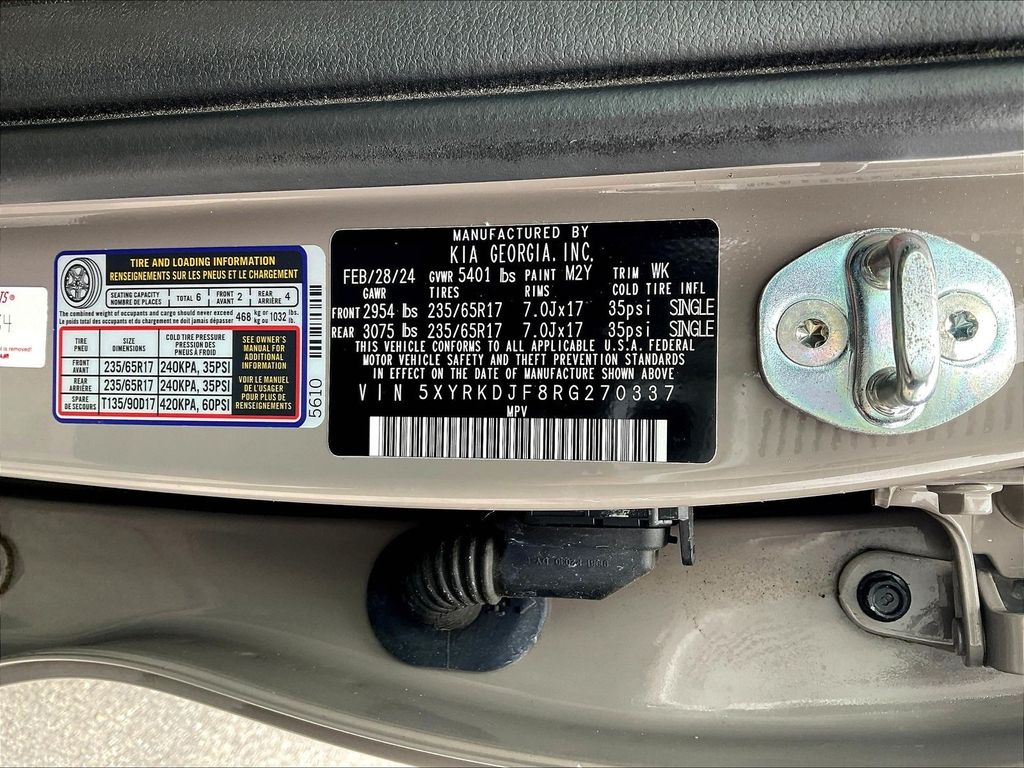 TIRE AND LOADING INFORMATION
RENSEIGNEMENTS SUR LES PNEUS ET LE CHARGEMENT
SEATING CAPACITY
NOMBRE DE PLACES
TOTAL 6
FRONT
AVANT 2
REAR
ARRIÈRE 4
The combined weight of occupants and cargo should never exceed
Le poids total des occupants et du chargement ne doit jamais dépasser
468 kg or kg ou 1032 lbs. lb.
TIRE
PNEU
SIZE
DIMENSIONS
COLD TIRE PRESSURE
PRESSION DES
PNEUS À FROID
FRONT
AVANT
235/65R17
240KPA, 35PSI
REAR
ARRIÈRE
235/65R17
240KPA, 35PSI
SPARE
DE SECOURS
T135/90D17
420KPA, 60PSI
SEE OWNER'S
MANUAL FOR
ADDITIONAL
INFORMATION
VOIR LE MANUEL
DE L'USAGER
POUR PLUS DE
RENSEIGNEMENTS
5610
MANUFACTURED BY
KIA GEORGIA, INC.
FEB/28/24 GVWR 5401 lbs PAINT M2Y TRIM WK
GAWR TIRES RIMS COLD TIRE INFL
FRONT 2954 lbs 235/65R17 7.0Jx17 35psi SINGLE
REAR 3075 lbs 235/65R17 7.0Jx17 35psi SINGLE
THIS VEHICLE CONFORMS TO ALL APPLICABLE U.S.A. FEDERAL
MOTOR VEHICLE SAFETY AND THEFT PREVENTION STANDARDS
IN EFFECT ON THE DATE OF MANUFACTURE SHOWN ABOVE
VIN 5XYRKDJF8RG270337
MPV